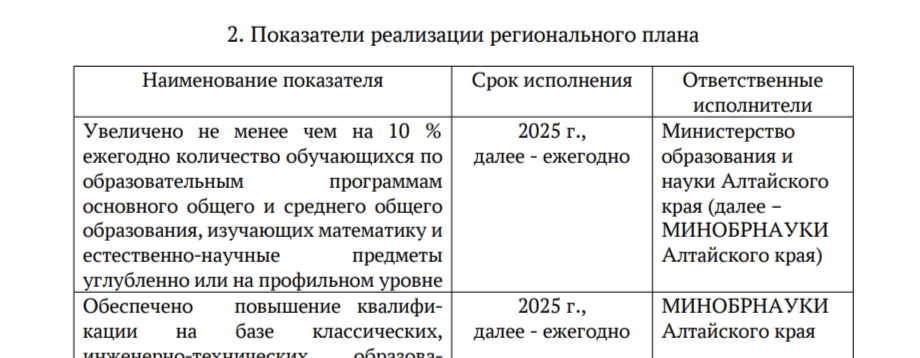 2. Показатели реализации регионального плана
Наименование показателя
Срок исполнения
Ответственные
исполнители
Увеличено не менее чем на 10 %
ежегодно количество обучающихся по
образовательным программам
основного общего и среднего общего
образования, изучающих математику и
естественно-научные предметы
углубленно или на профильном уровне
2025 г.,
далее - ежегодно
Министерство
образования и
науки Алтайского
края (далее –
МИНОБРНАУКИ
Алтайского края)
Обеспечено повышение квалифи-
кации на базе классических,
инженерно-технических образова-
2025 г.,
далее - ежегодно
МИНОБРНАУКИ
Алтайского края